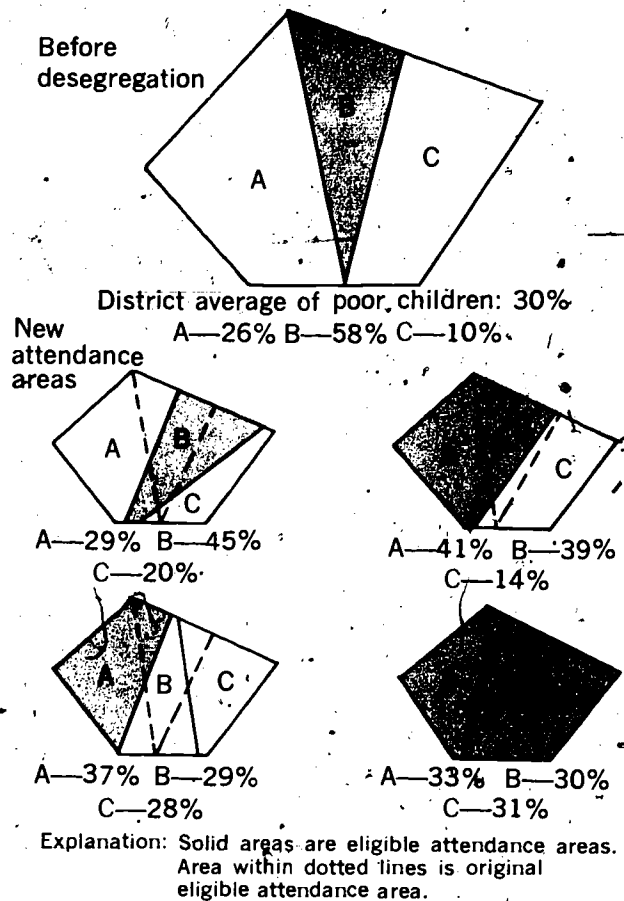 Before
desegregation
A
B
C
District average of poor children: 30%
A—26% B—58% C—10%
New
attendance
areas
A
B
C
A—29% B—45%
C—20%
C
A—41% B—39%
C—14%
A
B
C
A—37% B—29%
C—28%
A—33% B—30%
C—31%
Explanation: Solid areas are eligible attendance areas.
Area within dotted lines is original
eligible attendance area.